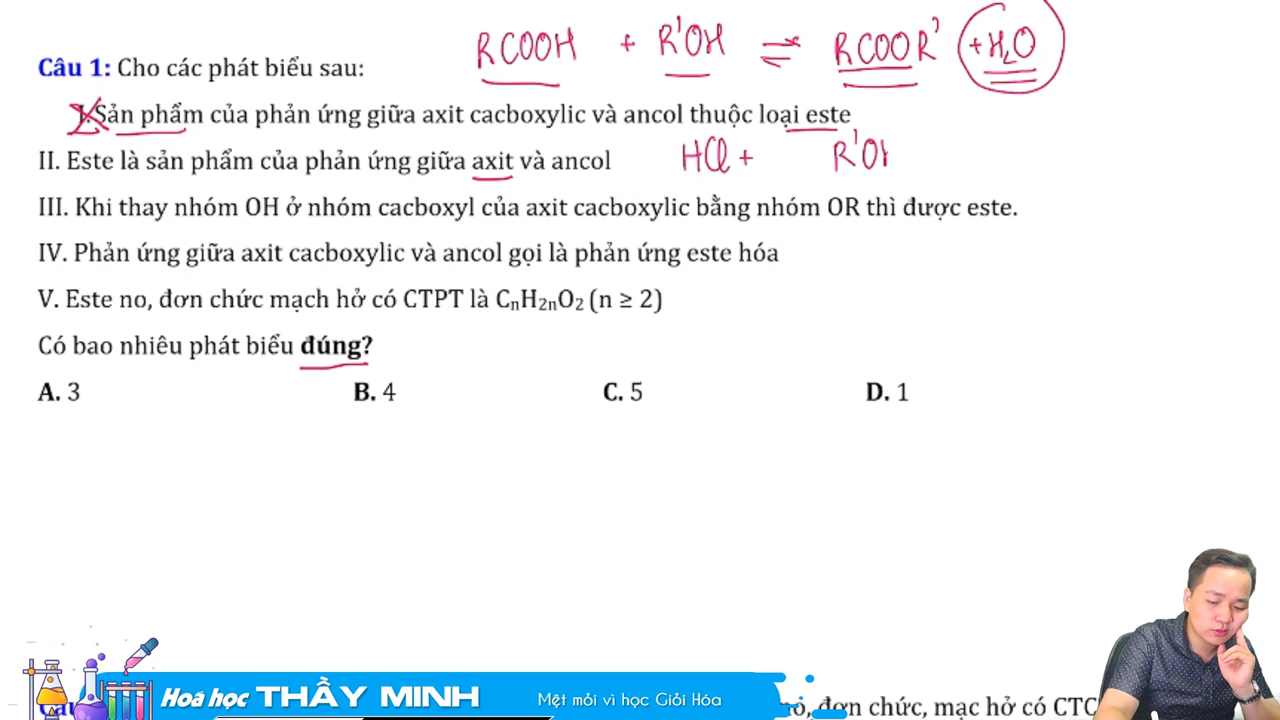 RCOOH + R'OH ⇌ RCOOR' + H₂O
Câu 1: Cho các phát biểu sau:
I. Sản phẩm của phản ứng giữa axit cacboxylic và ancol thuộc loại este
II. Este là sản phẩm của phản ứng giữa axit và ancol
HCl + R'OH
III. Khi thay nhóm OH ở nhóm cacboxyl của axit cacboxylic bằng nhóm OR thì được este.
IV. Phản ứng giữa axit cacboxylic và ancol gọi là phản ứng este hóa
V. Este no, đơn chức mạch hở có CTPT là CₙH₂ₙO₂ (n ≥ 2)
Có bao nhiêu phát biểu đúng?
A. 3 B. 4 C. 5 D. 1
Hoá học THẦY MINH Mệt mỏi vì học Giỏi Hóa
đơn chức, mạc hở có CTC